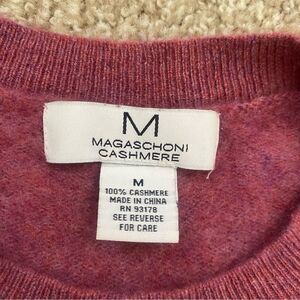 M
MAGASCHONI
CASHMERE
M
100% CASHMERE
MADE IN CHINA
RN 93178
SEE REVERSE
FOR CARE